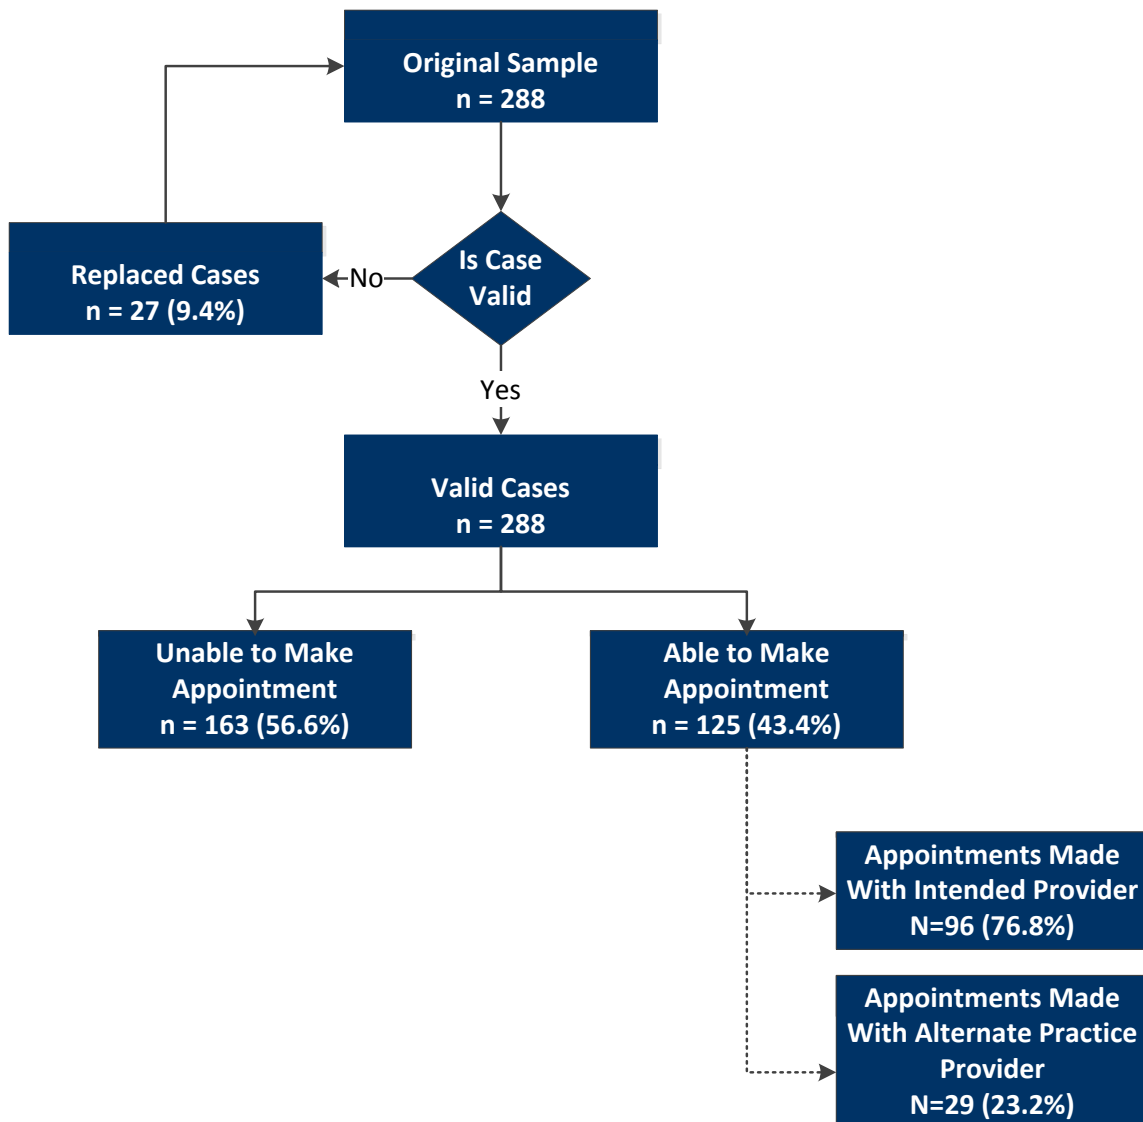 Original Sample
n = 288
Is Case
Valid
No
Replaced Cases
n = 27 (9.4%)
Yes
Valid Cases
n = 288
Unable to Make
Appointment
n = 163 (56.6%)
Able to Make
Appointment
n = 125 (43.4%)
Appointments Made
With Intended Provider
N=96 (76.8%)
Appointments Made
With Alternate Practice
Provider
N=29 (23.2%)